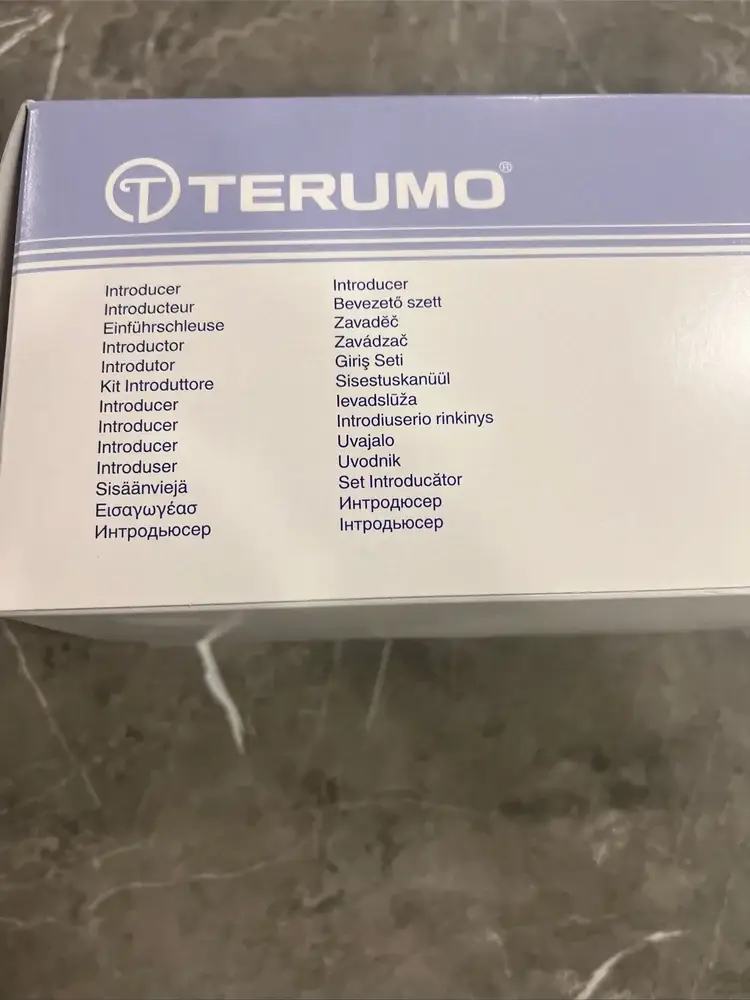 TERUMO®
Introducer
Introducteur
Einführschleuse
Introductor
Introdutor
Kit Introduttore
Introducer
Introducer
Introducer
Introduser
Sisäänviejä
Εισαγωγέασ
Интродьюсер
Introducer
Bevezető szett
Zavaděč
Zavádzač
Giriş Seti
Sisestuskanüül
Ievadslūža
Introdiuserio rinkinys
Uvajalo
Uvodnik
Set Introducător
Интродюсер
Інтродьюсер